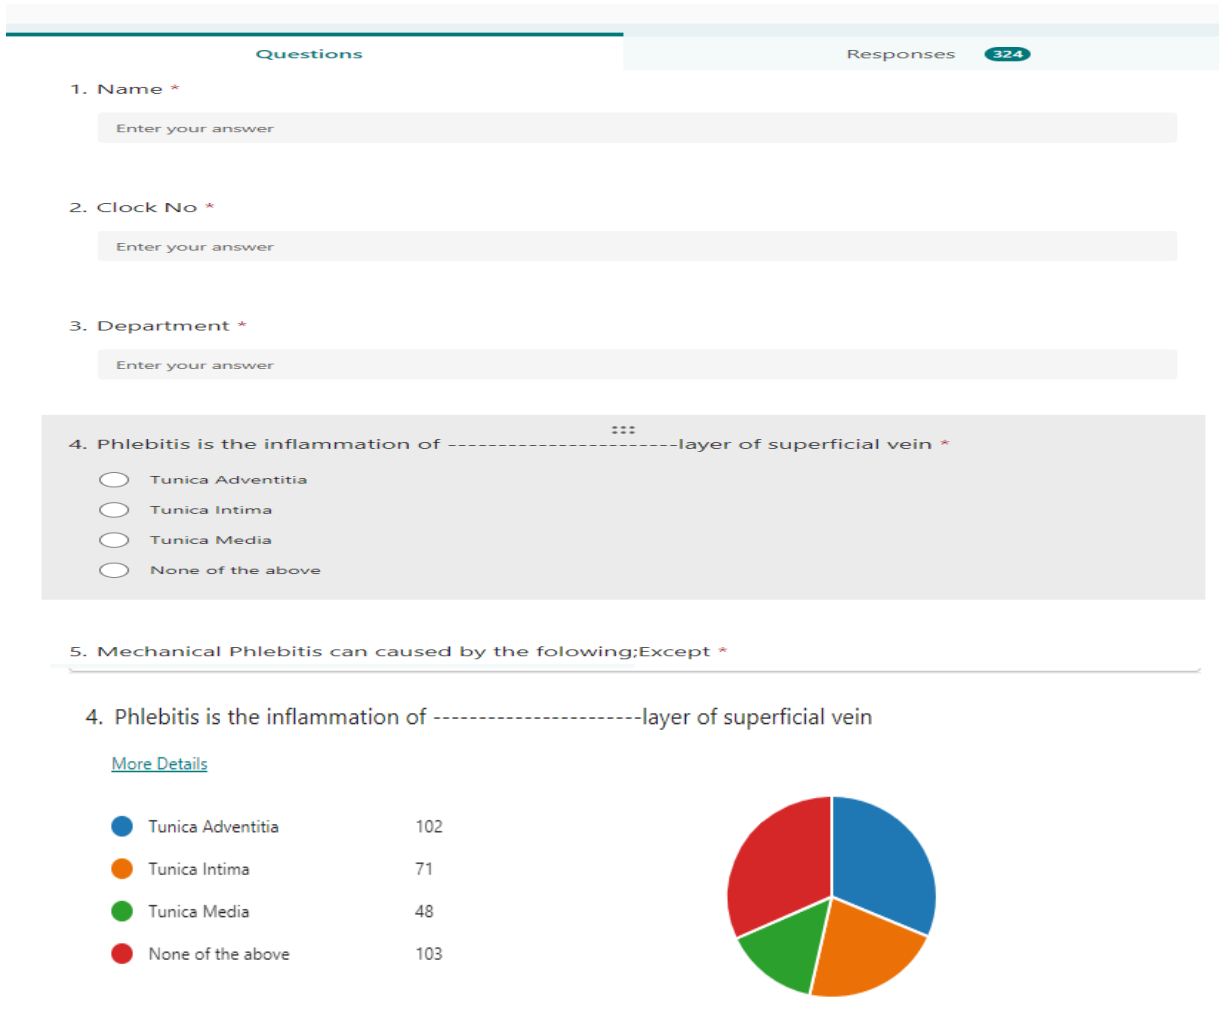 Questions
Responses 324
1. Name *
Enter your answer
2. Clock No *
Enter your answer
3. Department *
Enter your answer
4. Phlebitis is the inflammation of -----------------------layer of superficial vein *
Tunica Adventitia
Tunica Intima
Tunica Media
None of the above
5. Mechanical Phlebitis can caused by the folowing;Except *
4. Phlebitis is the inflammation of -----------------------layer of superficial vein
More Details
Tunica Adventitia 102
Tunica Intima 71
Tunica Media 48
None of the above 103